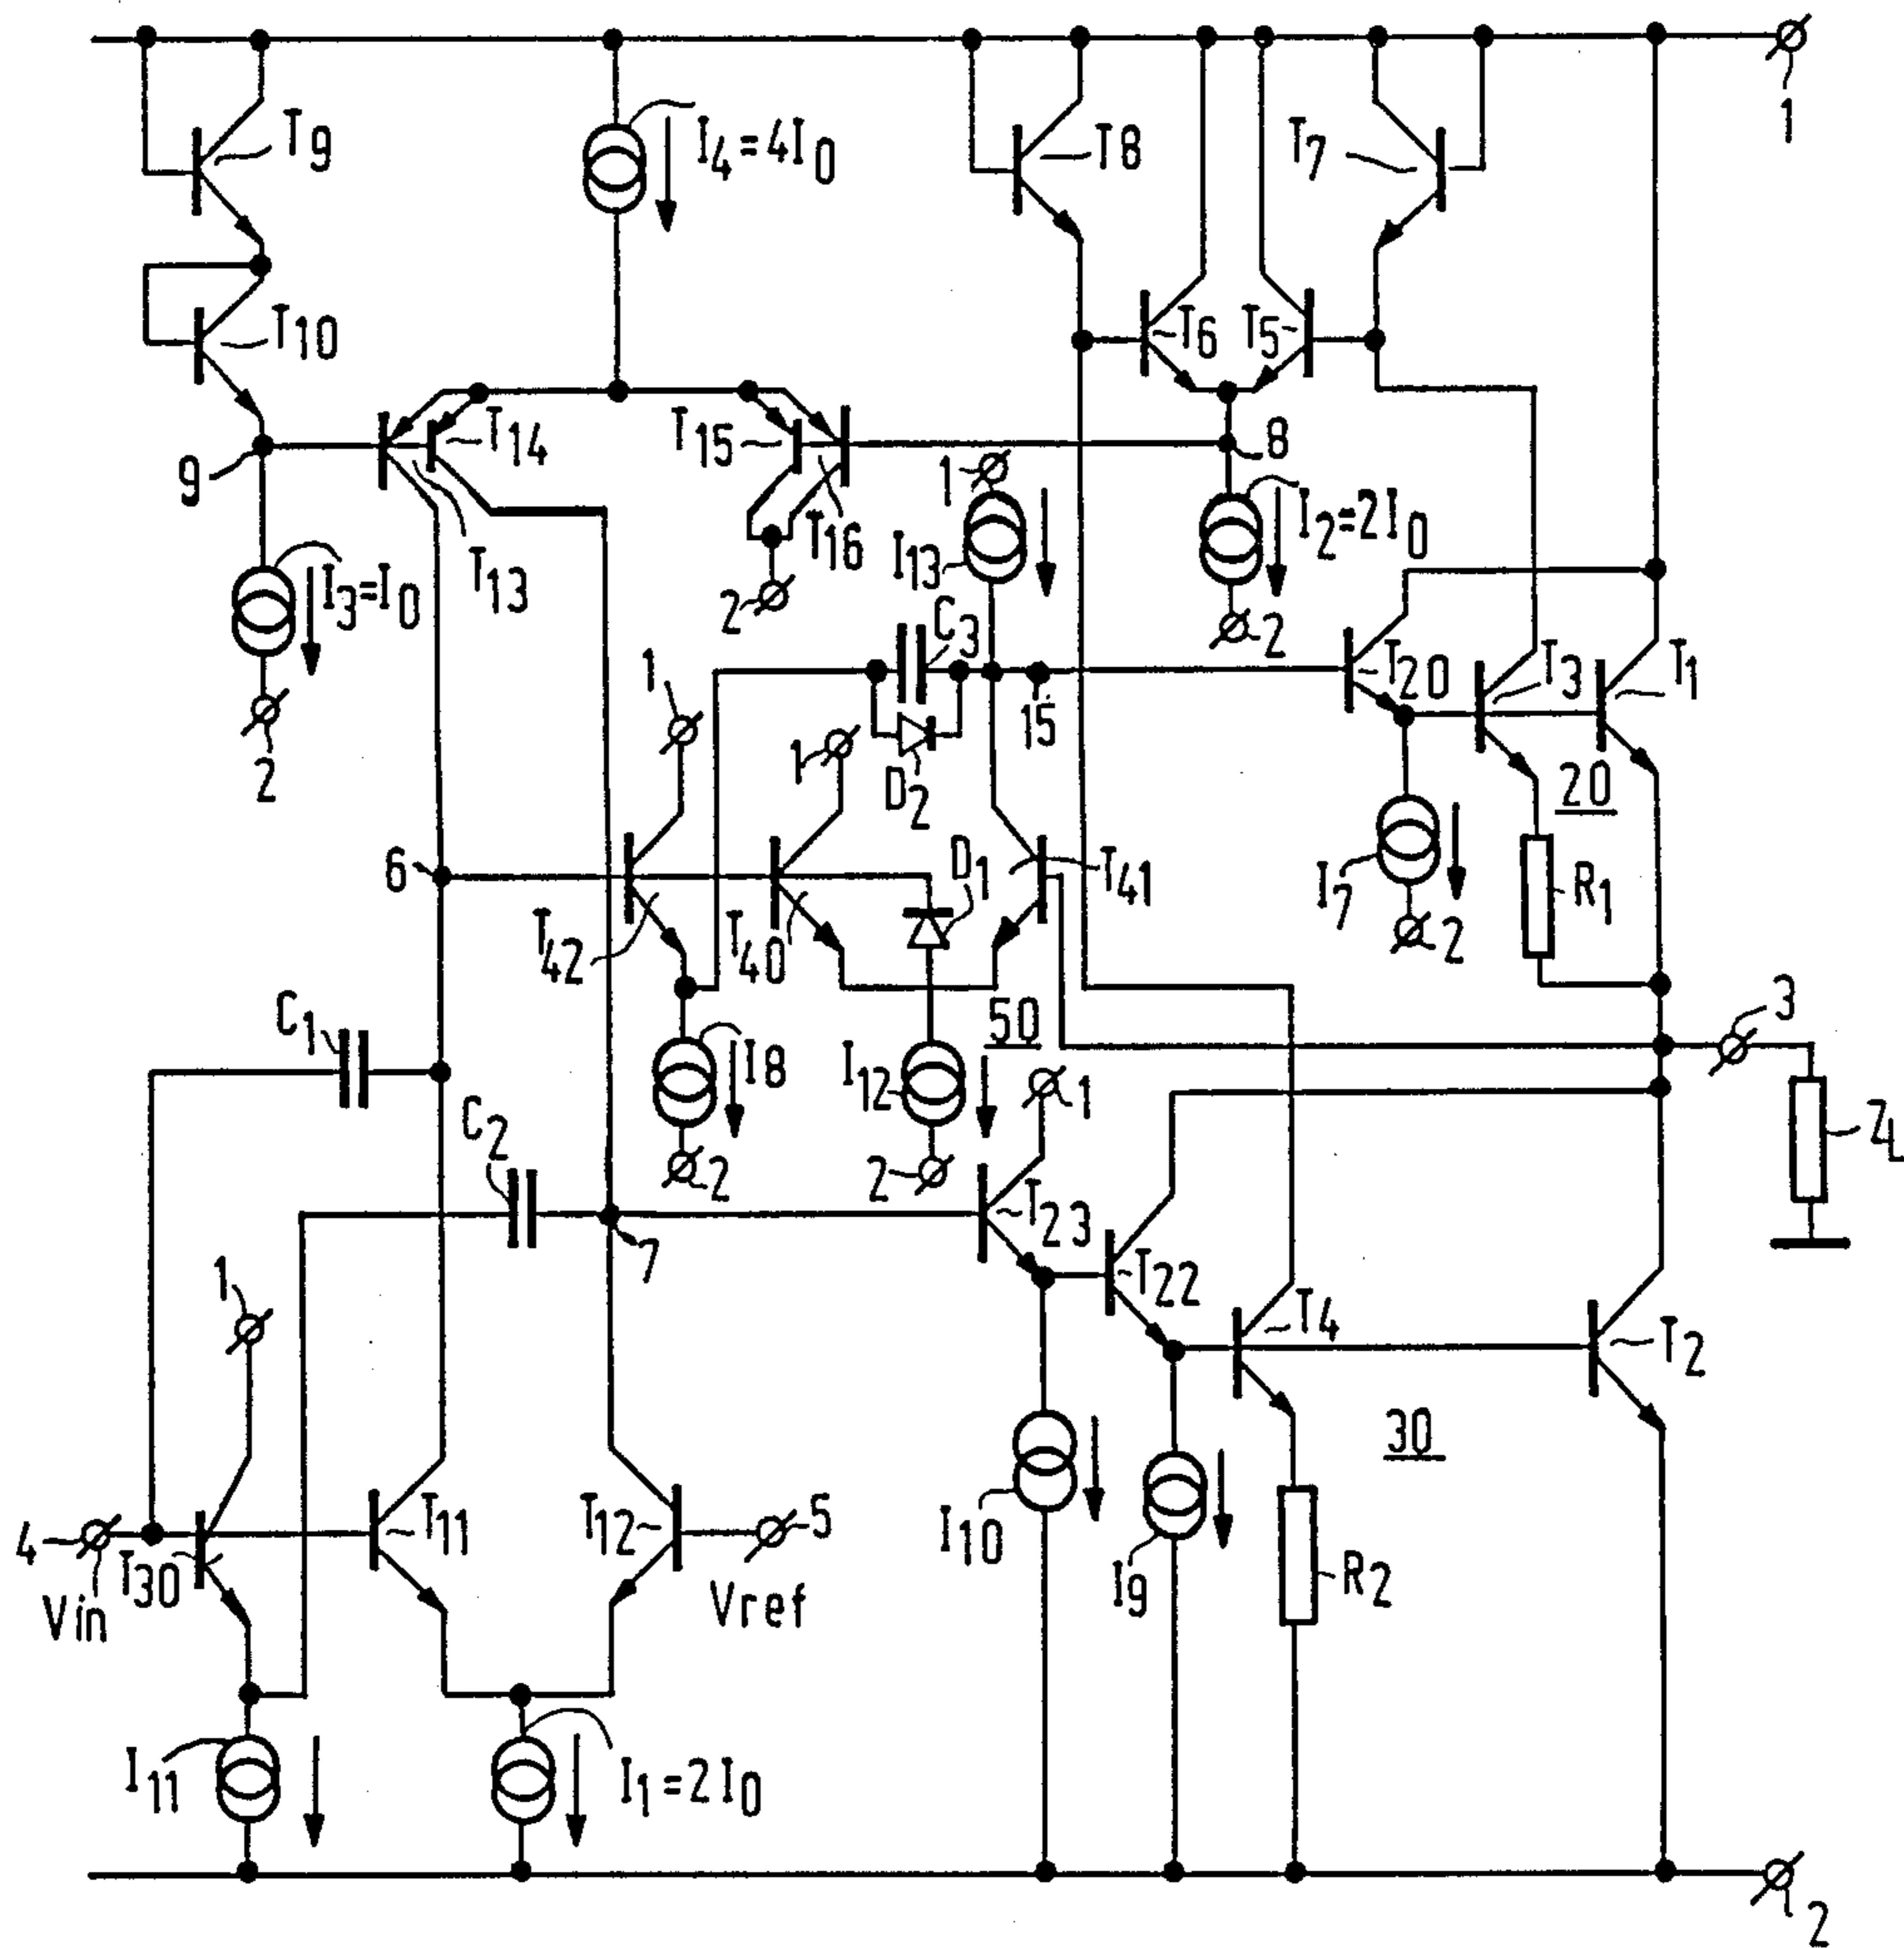 1
T9
I4=4I0
T8
T7
T10
T6
T5
T14
T15
8
9
1
T16
I2=2I0
I13
T13
I3=I0
2
2
C3
1
T20
T3
T1
15
2
1
D2
20
6
D1
T41
I7
R1
T42
T40
2
C1
50
3
I8
I12
1
C2
ZL
2
2
T23
7
1
T22
T4
T2
30
4
T30
T11
T12
5
I10
I9
R2
Vin
Vref
I11
I1=2I0
2